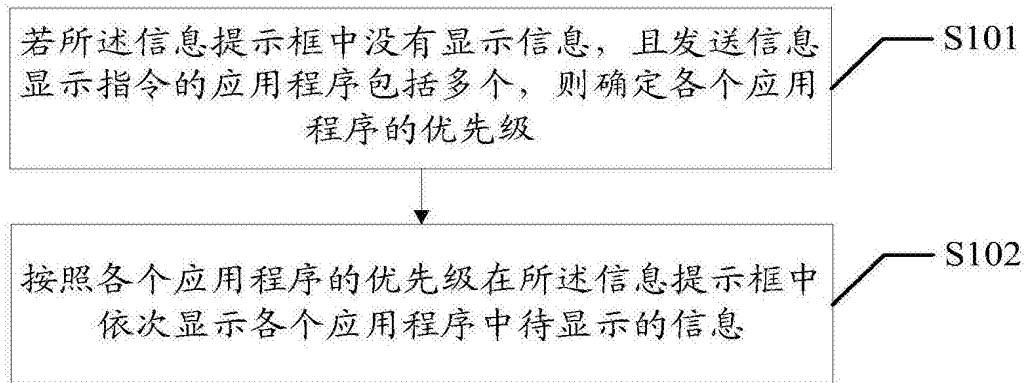 若所述信息提示框中没有显示信息，且发送信息
显示指令的应用程序包括多个，则确定各个应用
程序的优先级
S101
按照各个应用程序的优先级在所述信息提示框中
依次显示各个应用程序中待显示的信息
S102